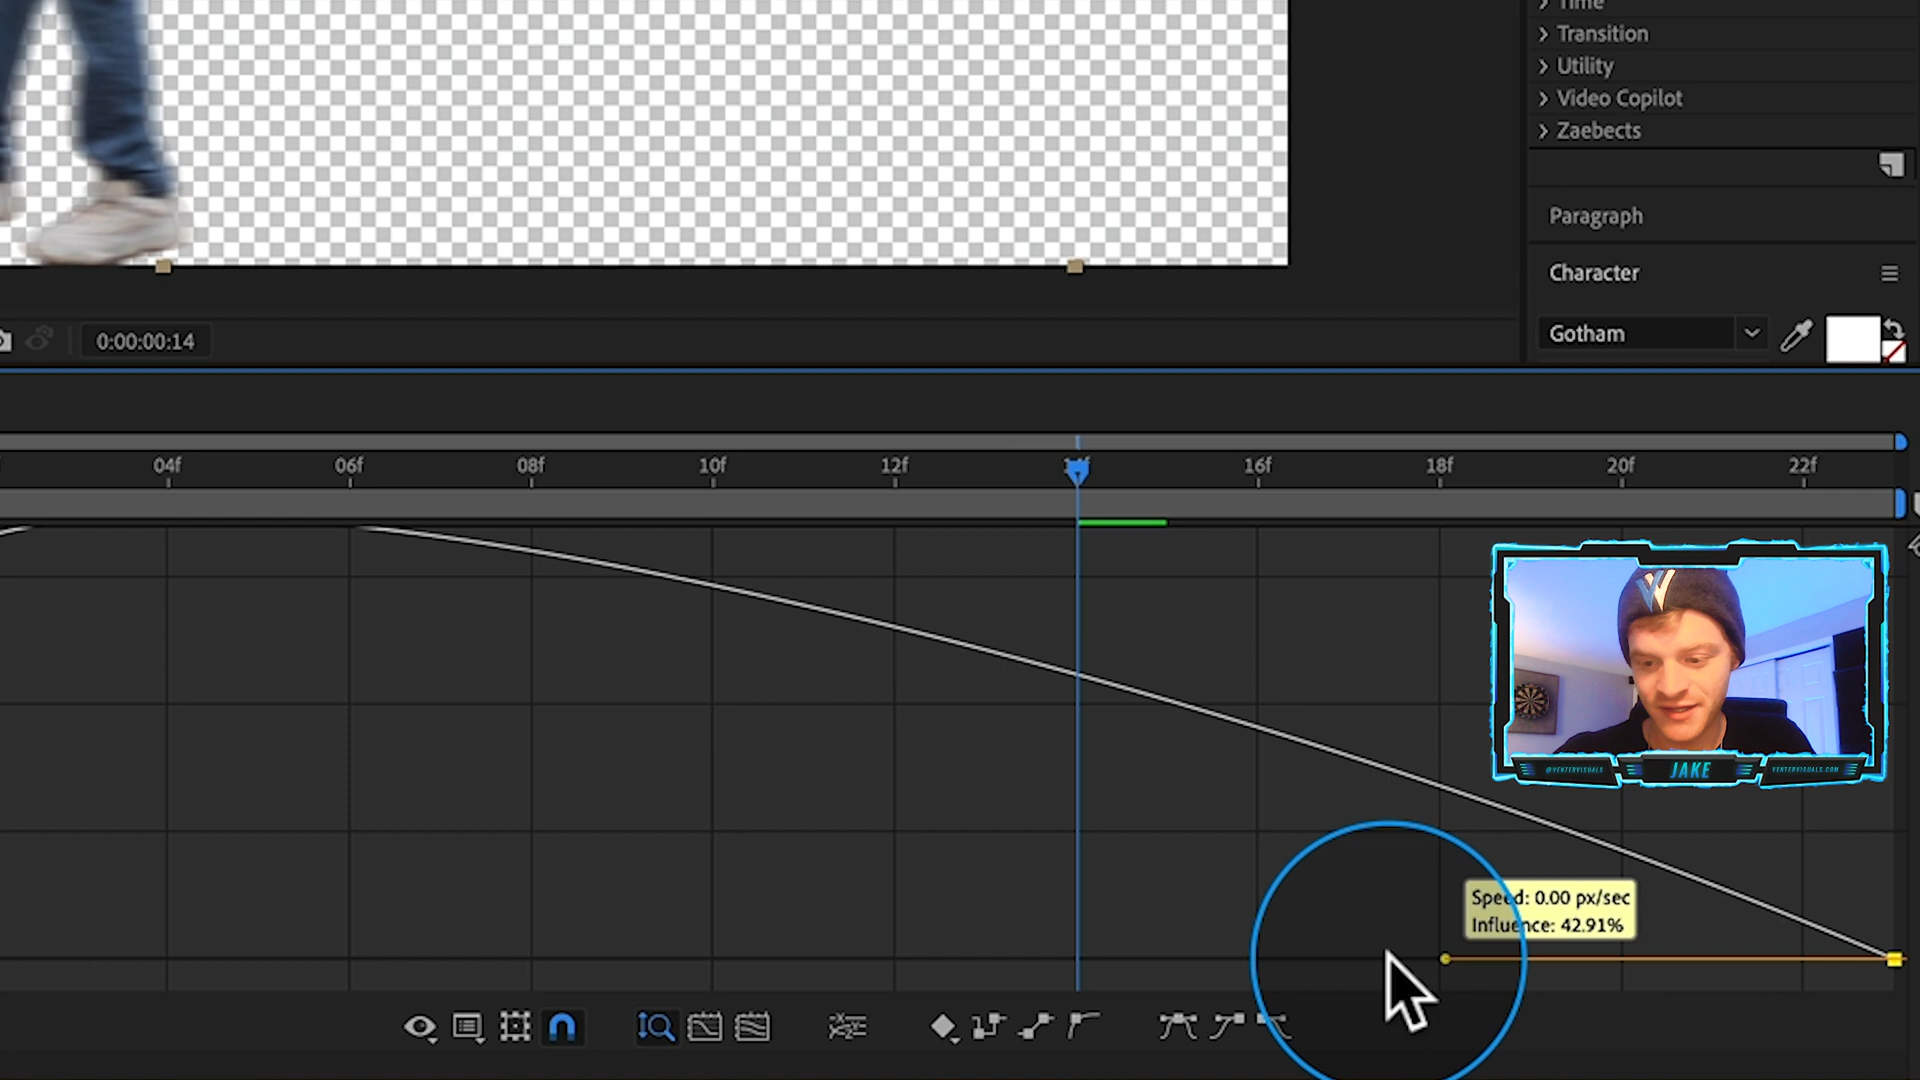 Time
Transition
Utility
Video Copilot
Zaebects
Paragraph
Character
Gotham
0:00:00:14
04f
06f
08f
10f
12f
16f
18f
20f
22f
Speed: 0.00 px/sec
Influence: 42.91%
@VENTERVISUALS
JAKE
VENTERVISUALS.COM